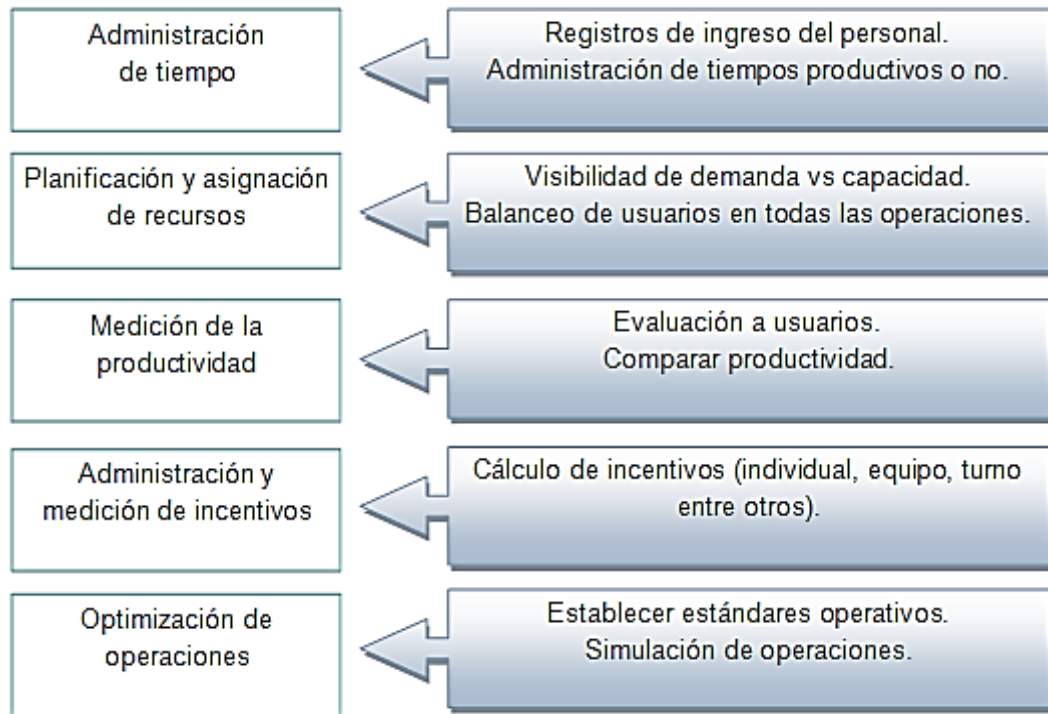 Administración
de tiempo
Registros de ingreso del personal.
Administración de tiempos productivos o no.
Planificación y asignación
de recursos
Visibilidad de demanda vs capacidad.
Balanceo de usuarios en todas las operaciones.
Medición de la
productividad
Evaluación a usuarios.
Comparar productividad.
Administración y
medición de incentivos
Cálculo de incentivos (individual, equipo, turno
entre otros).
Optimización de
operaciones
Establecer estándares operativos.
Simulación de operaciones.